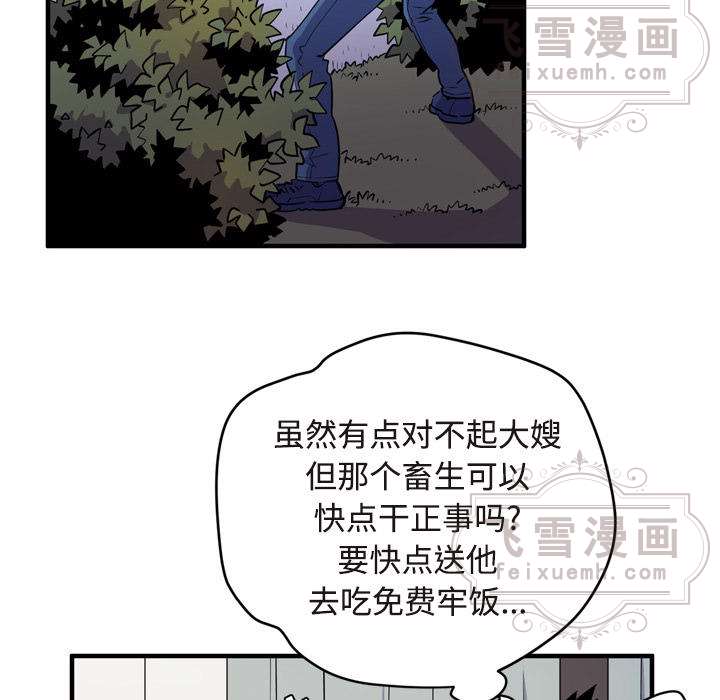 飞雪漫画
feixuemh.com
虽然有点对不起大嫂
但那个畜生可以
快点干正事吗?
要快点送他
去吃免费牢饭...
飞雪漫画
feixuemh.com